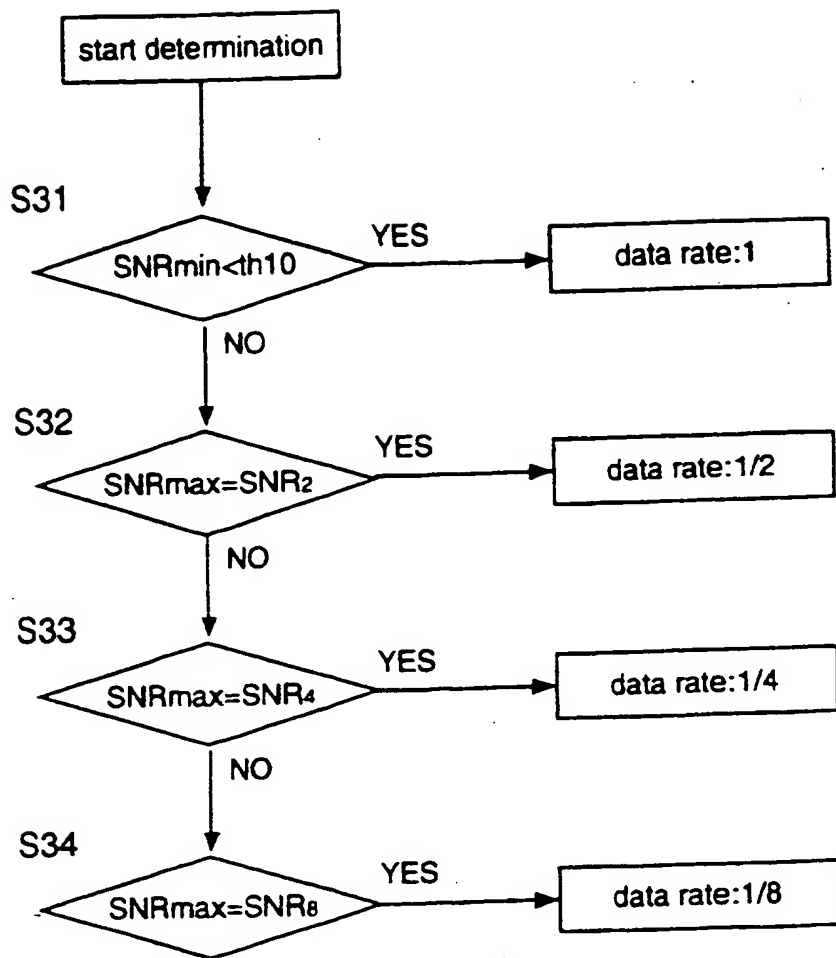 start determination
S31
SNRmin<th10
YES
data rate:1
NO
S32
SNRmax=SNR₂
YES
data rate:1/2
NO
S33
SNRmax=SNR₄
YES
data rate:1/4
NO
S34
SNRmax=SNR₈
YES
data rate:1/8